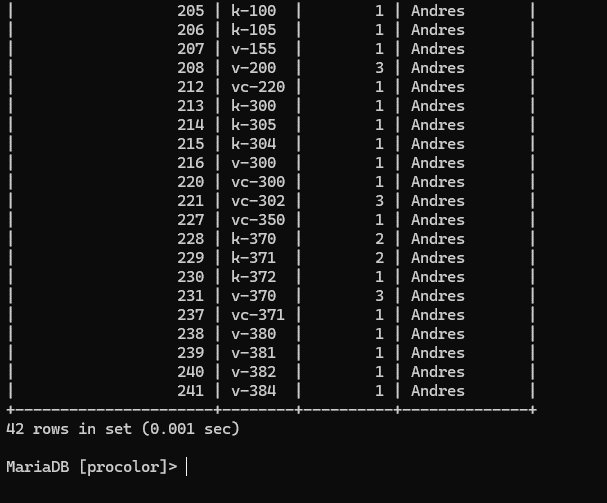 | 205 | k-100 | 1 | Andres |
| 206 | k-105 | 1 | Andres |
| 207 | v-155 | 1 | Andres |
| 208 | v-200 | 3 | Andres |
| 212 | vc-220 | 1 | Andres |
| 213 | k-300 | 1 | Andres |
| 214 | k-305 | 1 | Andres |
| 215 | k-304 | 1 | Andres |
| 216 | v-300 | 1 | Andres |
| 220 | vc-300 | 1 | Andres |
| 221 | vc-302 | 3 | Andres |
| 227 | vc-350 | 1 | Andres |
| 228 | k-370 | 2 | Andres |
| 229 | k-371 | 2 | Andres |
| 230 | k-372 | 1 | Andres |
| 231 | v-370 | 3 | Andres |
| 237 | vc-371 | 1 | Andres |
| 238 | v-380 | 1 | Andres |
| 239 | v-381 | 1 | Andres |
| 240 | v-382 | 1 | Andres |
| 241 | v-384 | 1 | Andres |
+----------------------+--------+----------+--------------+
42 rows in set (0.001 sec)
MariaDB [procolor]>